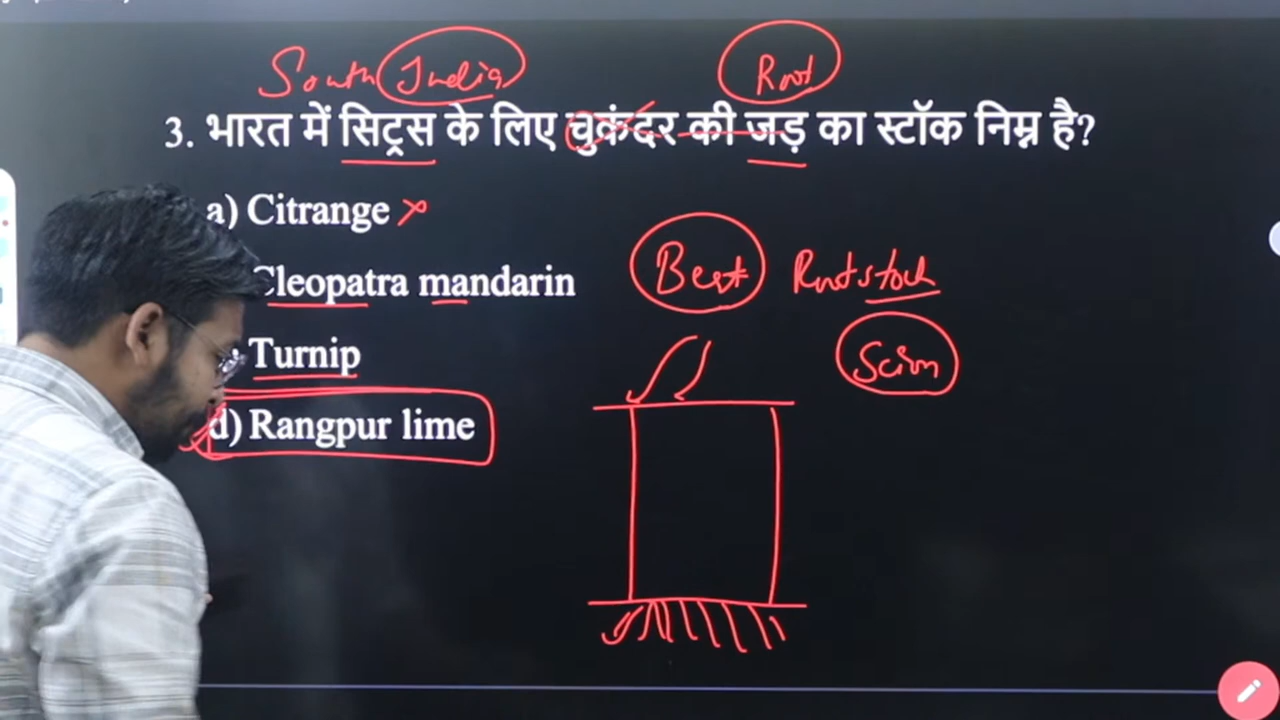 South India Root
3. भारत में सिट्रस के लिए चुकंदर की जड़ का स्टॉक निम्न है?
a) Citrange ×
Cleopatra mandarin Best Rootstock
Turnip Scion
d) Rangpur lime